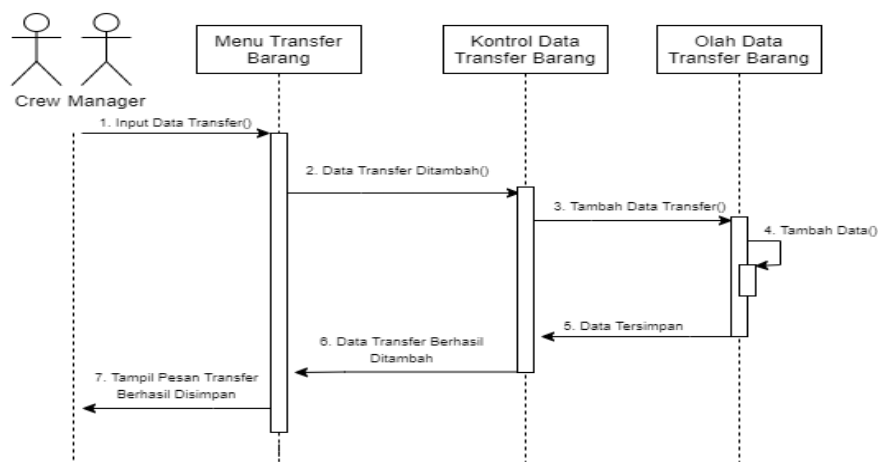 Crew Manager
Menu Transfer
Barang
Kontrol Data
Transfer Barang
Olah Data
Transfer Barang
1. Input Data Transfer()
2. Data Transfer Ditambah()
3. Tambah Data Transfer()
4. Tambah Data()
5. Data Tersimpan
6. Data Transfer Berhasil
Ditambah
7. Tampil Pesan Transfer
Berhasil Disimpan